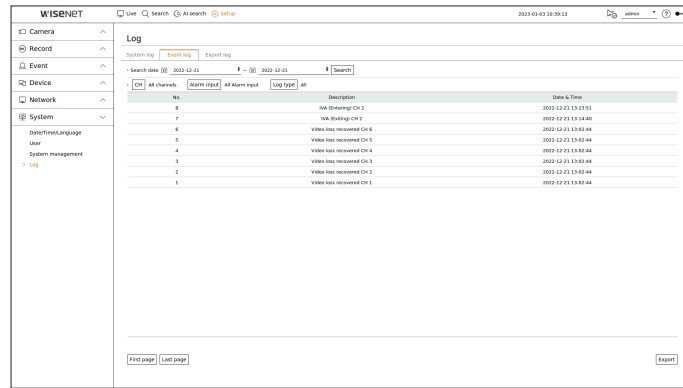 WISENET
Live Search AI search Setup 2023-01-03 10:39:13 admin ?
Camera
Record
Event
Device
Network
System
Date/Time/Language
User
System management
> Log
Log
System log Event log Export log
Search date 2022-12-21 ~ 2022-12-21 Search
CH All channels Alarm input All Alarm input Log type All
No. Description Date & Time
8 IVA (Entering) CH 2 2022-12-21 13:23:51
7 IVA (Exiting) CH 2 2022-12-21 13:14:40
6 Video loss recovered CH 6 2022-12-21 13:02:44
5 Video loss recovered CH 5 2022-12-21 13:02:44
4 Video loss recovered CH 4 2022-12-21 13:02:44
3 Video loss recovered CH 3 2022-12-21 13:02:44
2 Video loss recovered CH 2 2022-12-21 13:02:44
1 Video loss recovered CH 1 2022-12-21 13:02:44
First page Last page Export